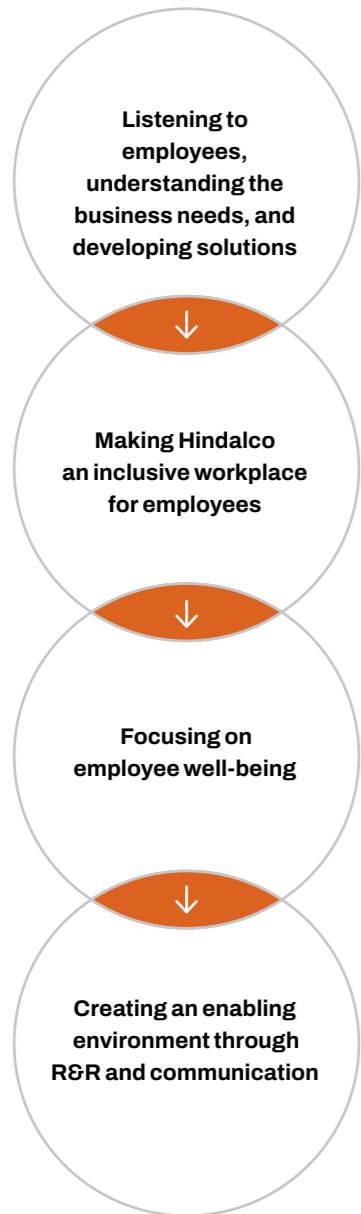 Listening to
employees,
understanding the
business needs, and
developing solutions
Making Hindalco
an inclusive workplace
for employees
Focusing on
employee well-being
Creating an enabling
environment through
R&R and communication